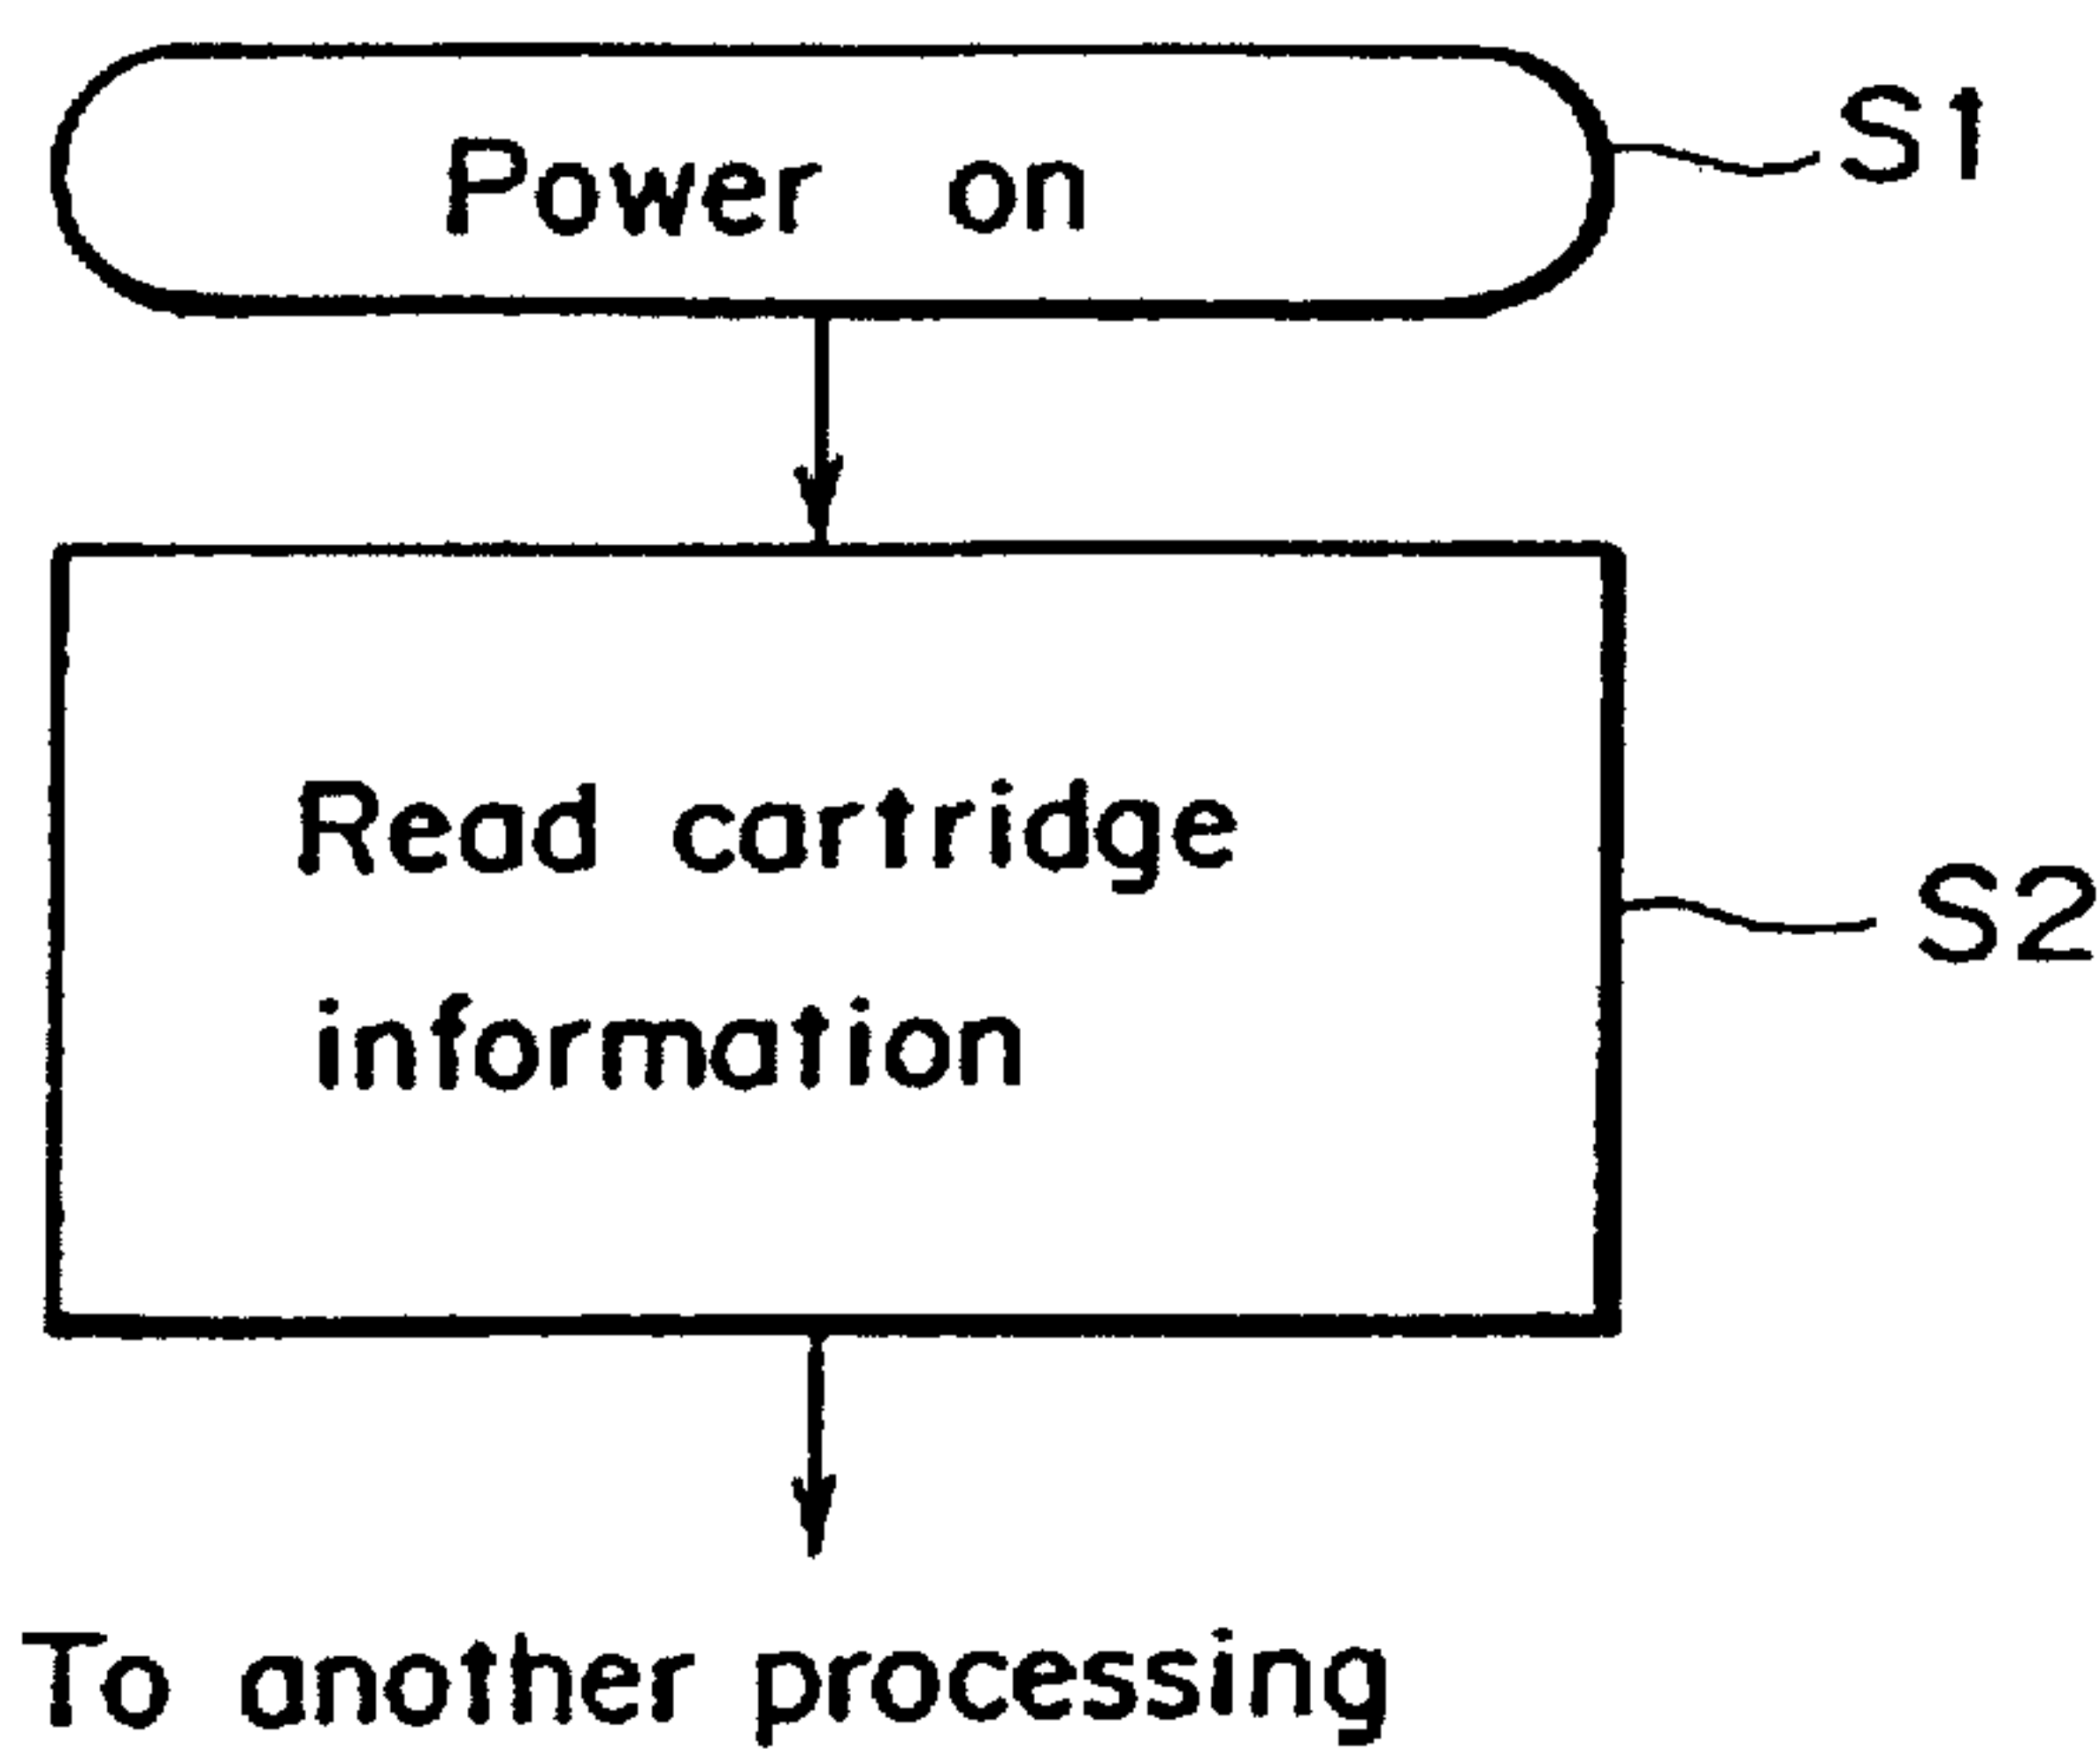 Power on
S1
Read cartridge
information
S2
To another processing